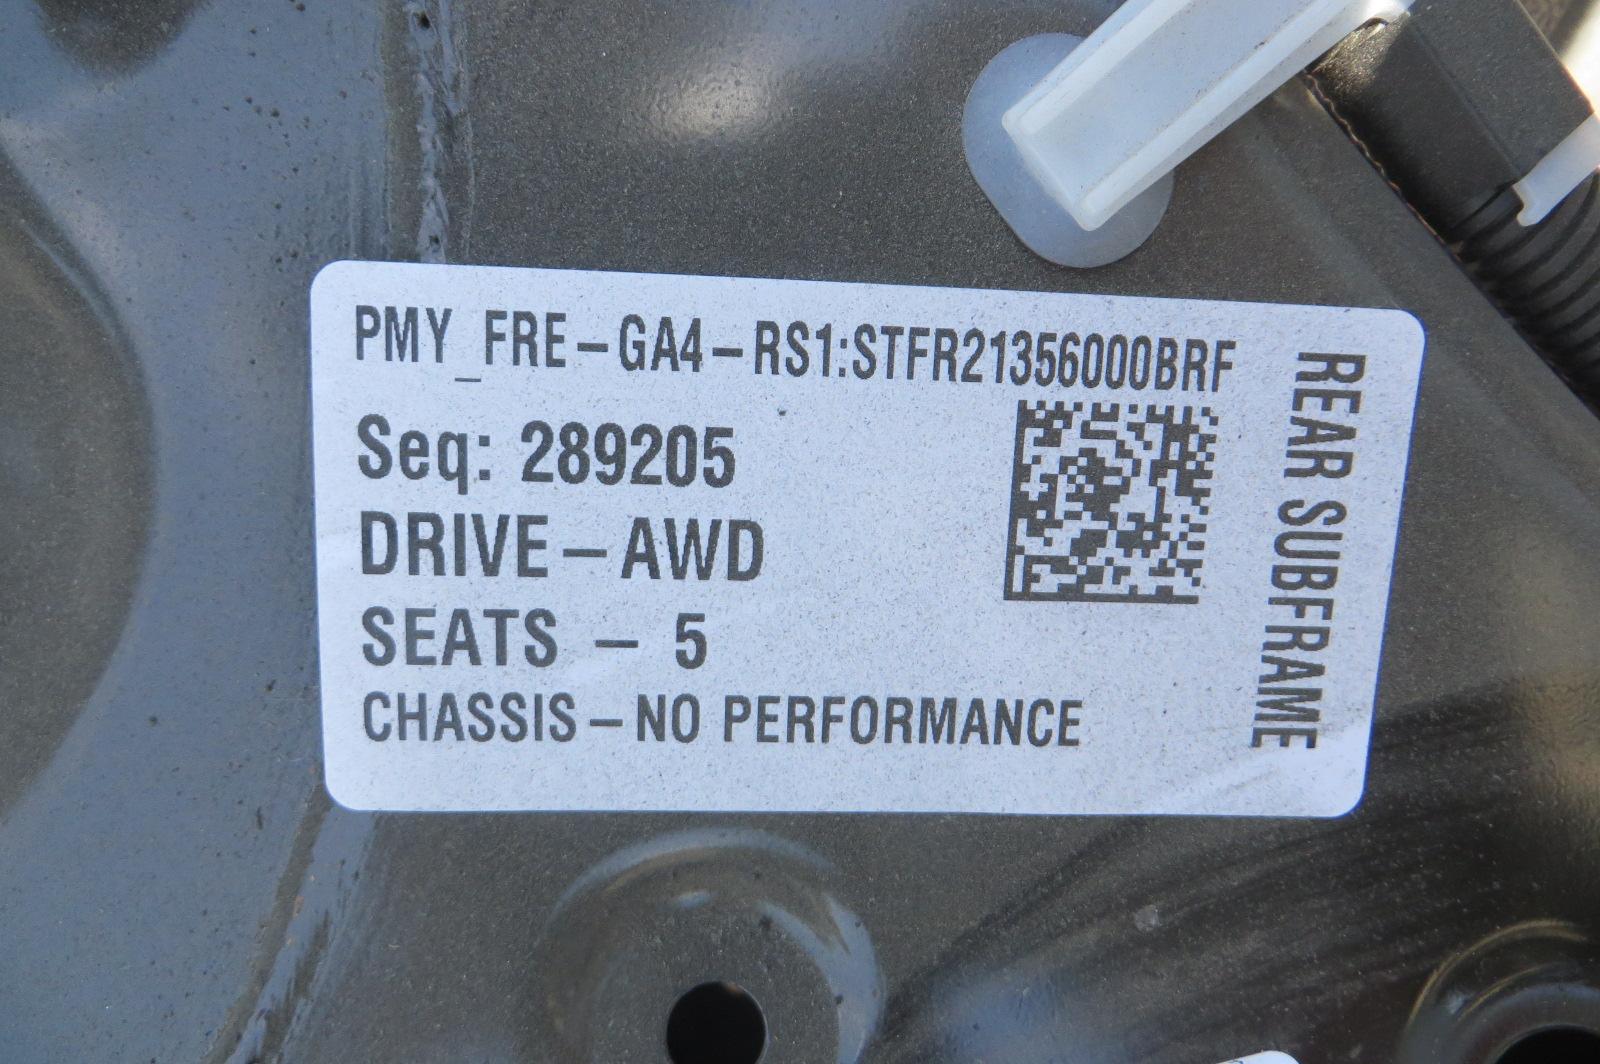 PMY_FRE-GA4-RS1:STFR21356000BRF
Seq: 289205
DRIVE-AWD
SEATS - 5
CHASSIS-NO PERFORMANCE
REAR SUBFRAME